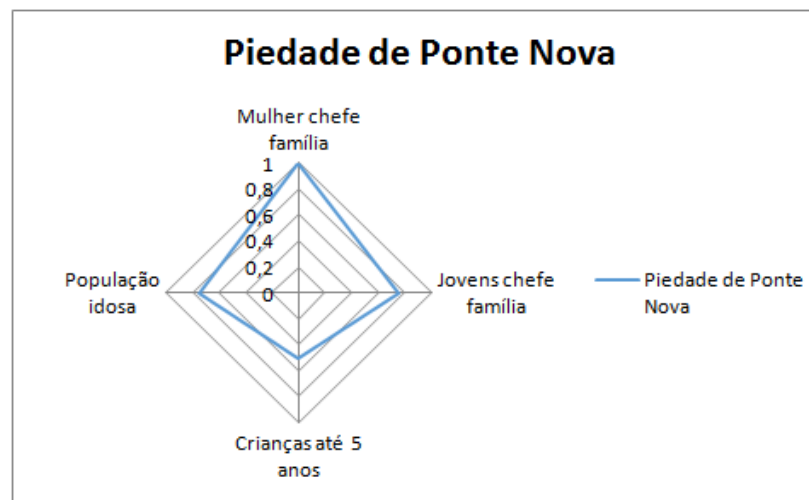 Piedade de Ponte Nova
Mulher chefe
família
1
0,8
0,6
0,4
0,2
0
População
idosa
Jovens chefe
família
Crianças até 5
anos
Piedade de Ponte
Nova